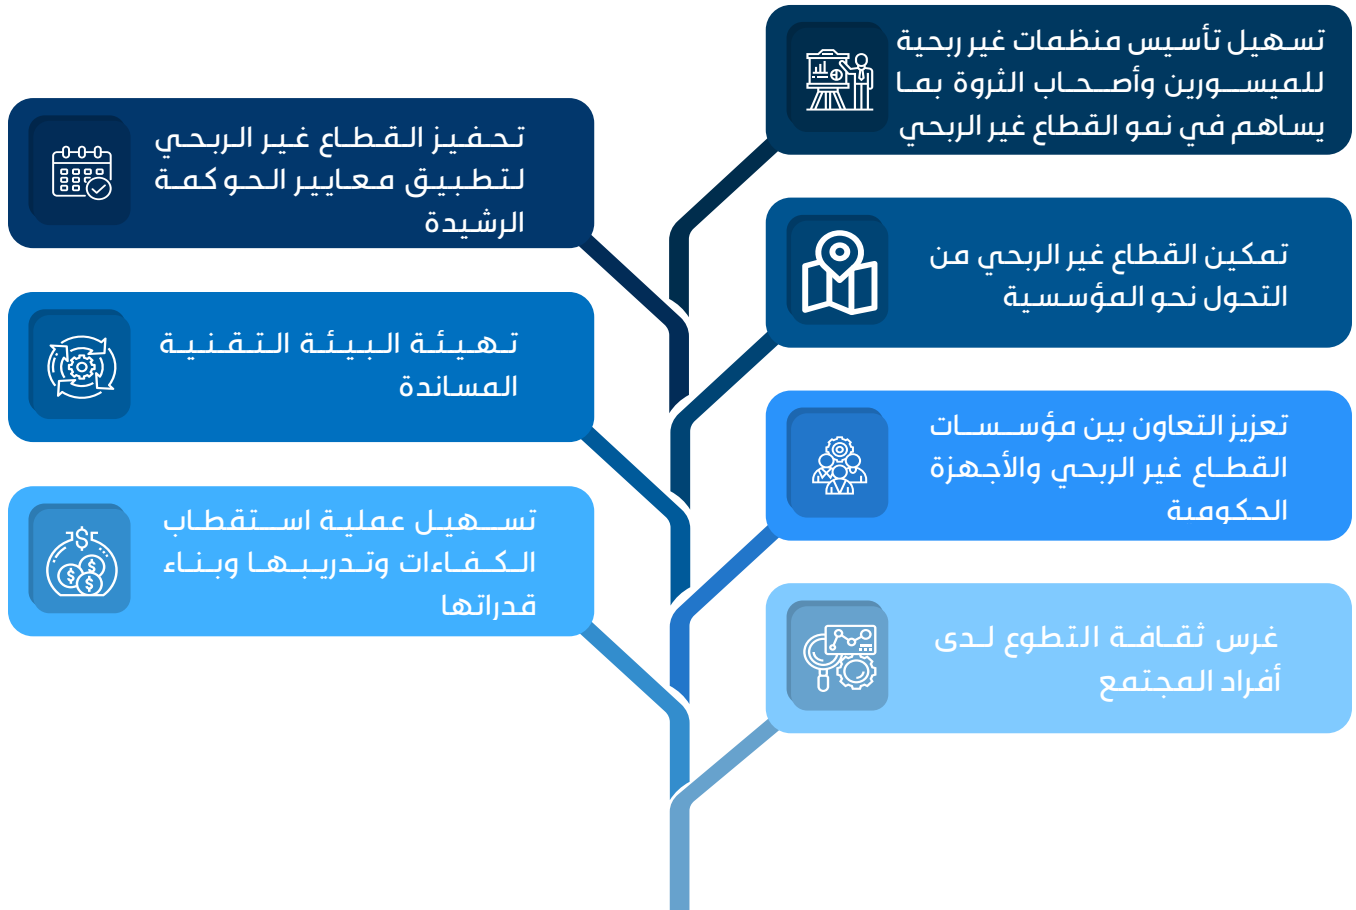 تسهيل تأسيس منظمات غير ربحية
للميسورين وأصحاب الثروة بما
يساهم في نمو القطاع غير الربحي
تحفيز القطاع غير الربحي
لتطبيق معايير الحوكمة
الرشيدة
تمكين القطاع غير الربحي من
التحول نحو المؤسسية
تهيئة البيئة التقنية
المساندة
تعزيز التعاون بين مؤسسات
القطاع غير الربحي والأجهزة
الحكومية
تسهيل عملية استقطاب
الكفاءات وتدريبها وبناء
قدراتها
غرس ثقافة التطوع لدى
أفراد المجتمع